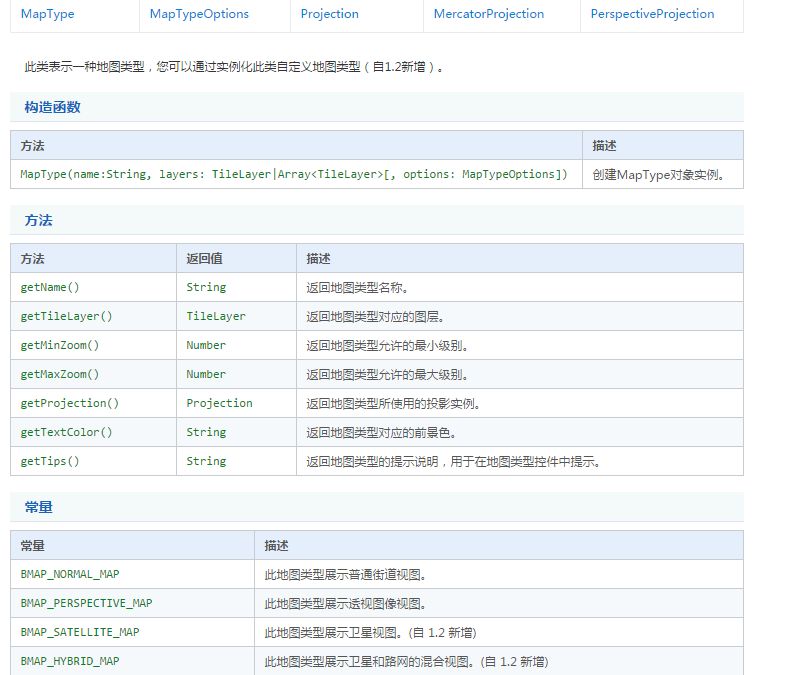 MapType MapTypeOptions Projection MercatorProjection PerspectiveProjection
此类表示一种地图类型，您可以通过实例化此类自定义地图类型（自1.2新增）。
构造函数
方法 描述
MapType(name:String, layers: TileLayer|Array<TileLayer>[, options: MapTypeOptions]) 创建MapType对象实例。
方法
方法 返回值 描述
getName() String 返回地图类型名称。
getTileLayer() TileLayer 返回地图类型对应的图层。
getMinZoom() Number 返回地图类型允许的最小级别。
getMaxZoom() Number 返回地图类型允许的最大级别。
getProjection() Projection 返回地图类型所使用的投影实例。
getTextColor() String 返回地图类型对应的前景色。
getTips() String 返回地图类型的提示说明，用于在地图类型控件中提示。
常量
常量 描述
BMAP_NORMAL_MAP 此地图类型展示普通街道视图。
BMAP_PERSPECTIVE_MAP 此地图类型展示透视图像视图。
BMAP_SATELLITE_MAP 此地图类型展示卫星视图。(自 1.2 新增)
BMAP_HYBRID_MAP 此地图类型展示卫星和路网的混合视图。(自 1.2 新增)